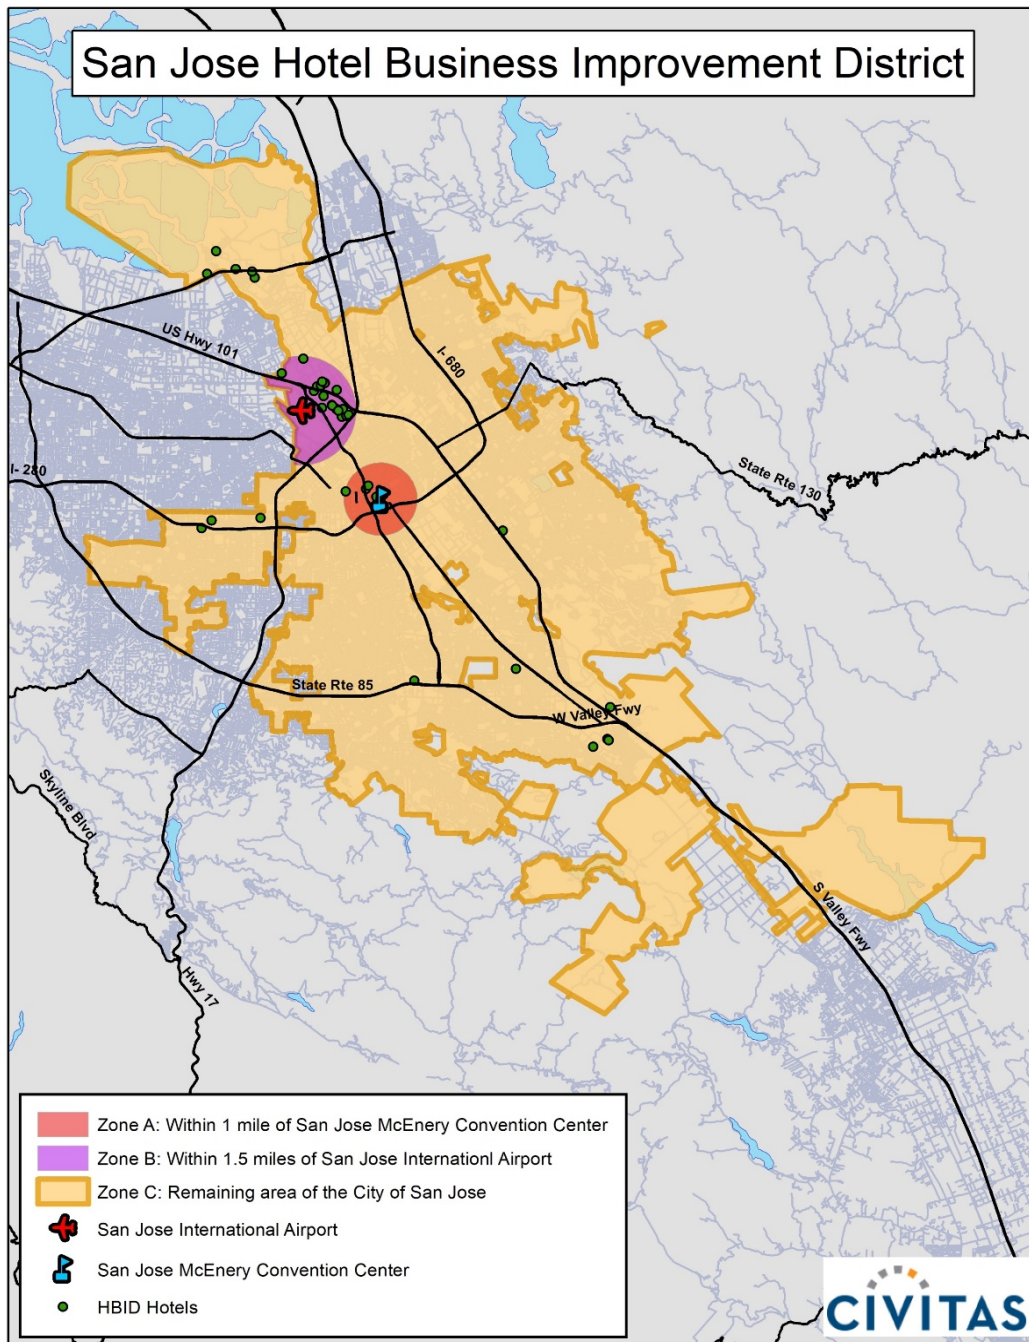 San Jose Hotel Business Improvement District
US Hwy 101
I- 680
I- 280
State Rte 130
State Rte 85
W Valley Fwy
Skyline Blvd
S Valley Fwy
Hwy 17
Zone A: Within 1 mile of San Jose McEnery Convention Center
Zone B: Within 1.5 miles of San Jose Internationl Airport
Zone C: Remaining area of the City of San Jose
San Jose International Airport
San Jose McEnery Convention Center
HBID Hotels
CIVITAS